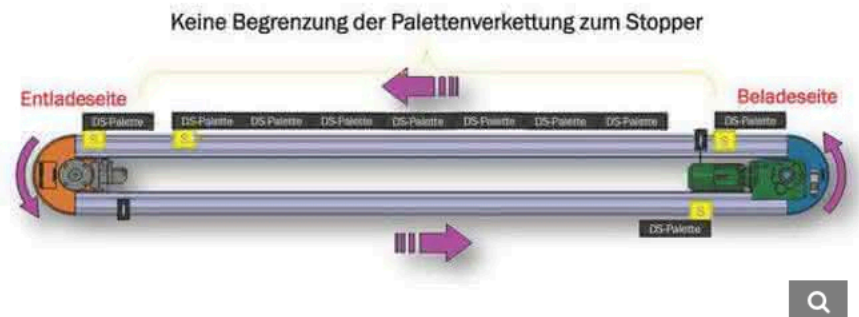 Keine Begrenzung der Palettenverkettung zum Stopper
Entladeseite
Beladeseite
DS-Palette
DS-Palette DS-Palette DS-Palette DS-Palette DS-Palette DS-Palette DS-Palette
DS-Palette
S
S
S
S
DS-Palette